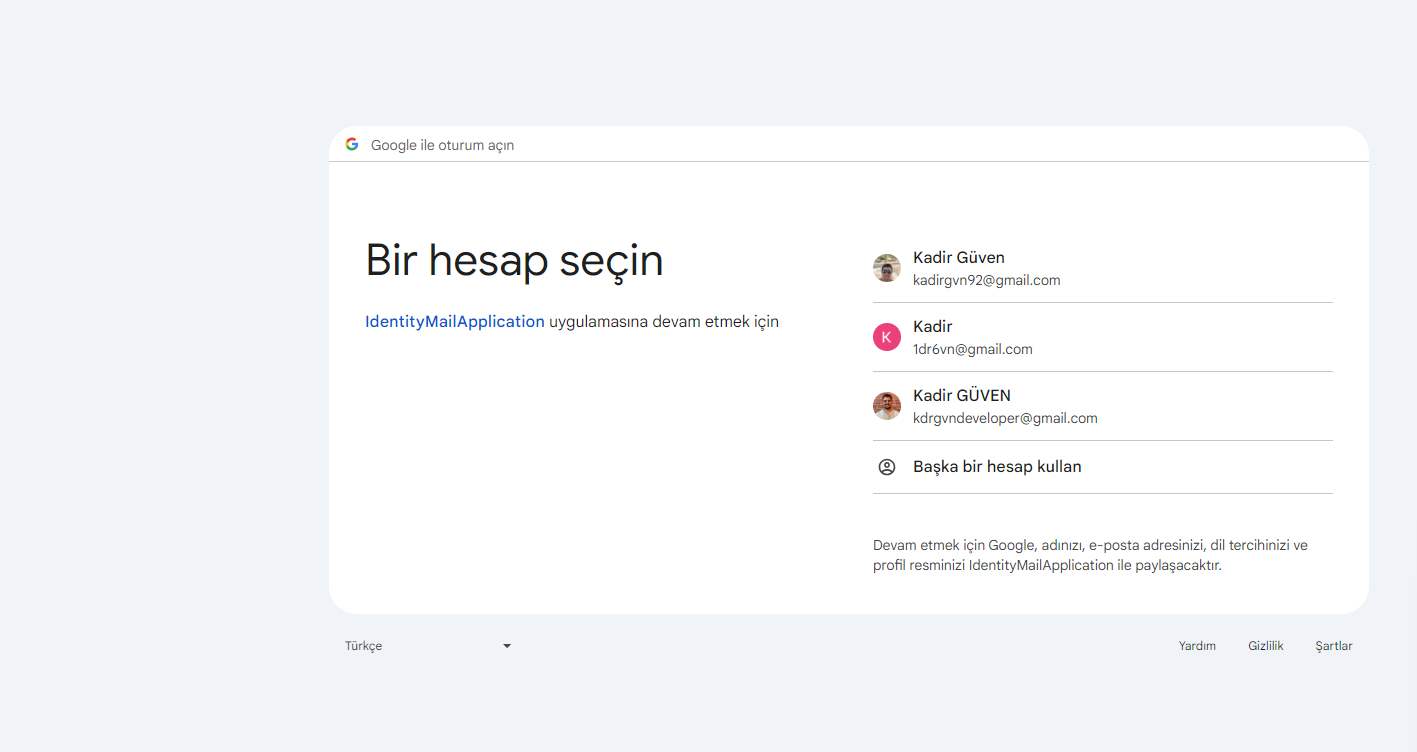 Google ile oturum açın
Bir hesap seçin
IdentityMailApplication uygulamasına devam etmek için
Kadir Güven
kadirgvn92@gmail.com
K
Kadir
1dr6vn@gmail.com
Kadir GÜVEN
kdrgvndeveloper@gmail.com
Başka bir hesap kullan
Devam etmek için Google, adınızı, e-posta adresinizi, dil tercihinizi ve
profil resminizi IdentityMailApplication ile paylaşacaktır.
Türkçe
Yardım
Gizlilik
Şartlar